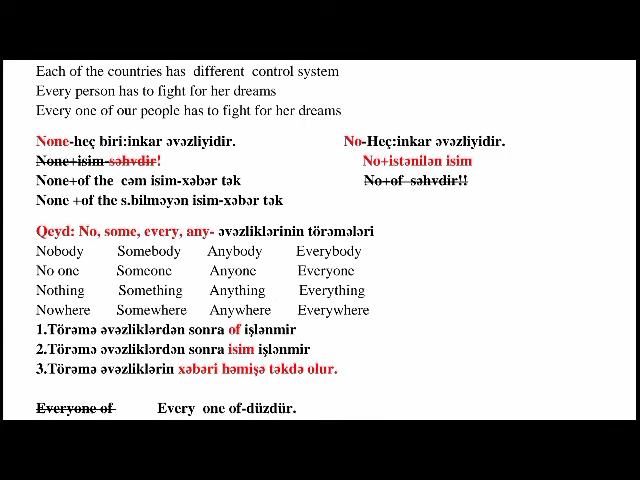 Each of the countries has  different  control system
Every person has to fight for her dreams
Every one of our people has to fight for her dreams
None-heç biri:inkar əvəzliyidir.
No-Heç:inkar əvəzliyidir.
None+isim-səhvdir!
No+istənilən isim
None+of the  cəm isim-xəbər tək
No+of  səhvdir!!
None +of the s.bilməyən isim-xəbər tək
Qeyd: No, some, every, any- əvəzliklərinin törəmələri
Nobody Somebody Anybody Everybody
No one Someone Anyone Everyone
Nothing Something Anything Everything
Nowhere Somewhere Anywhere Everywhere
1.Törəmə əvəzliklərdən sonra of işlənmir
2.Törəmə əvəzliklərdən sonra isim işlənmir
3.Törəmə əvəzliklərin xəbəri həmişə təkdə olur.
Everyone of Every  one of-düzdür.